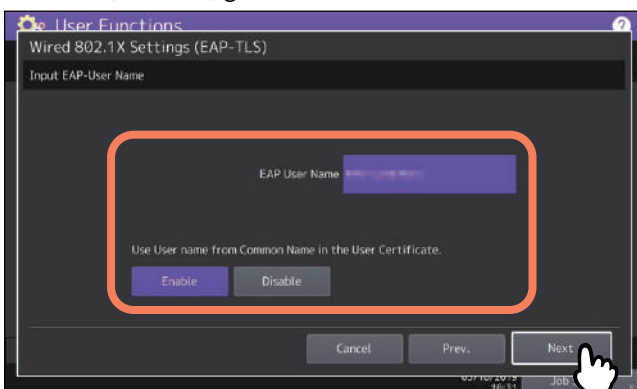 User Functions
?
Wired 802.1X Settings (EAP-TLS)
Input EAP-User Name
EAP User Name
Use User name from Common Name in the User Certificate.
Enable Disable
Cancel Prev. Next
Job